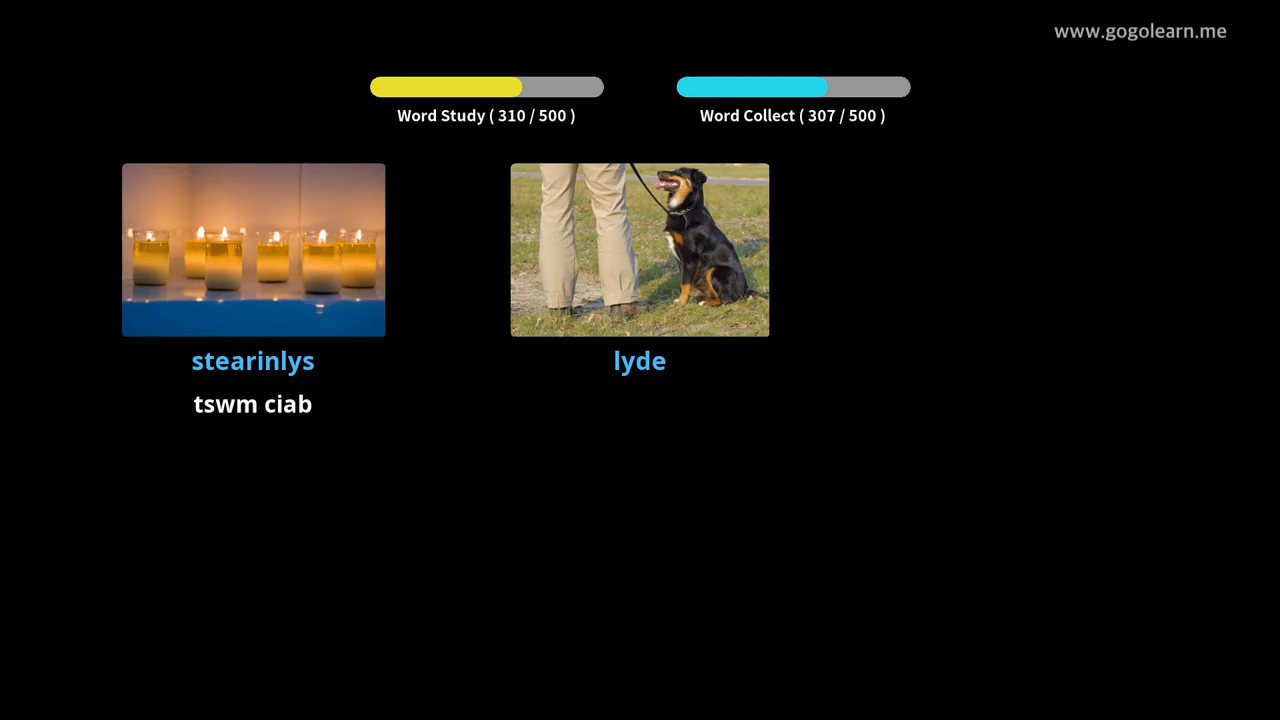 www.gogolearn.me
Word Study ( 310 / 500 )
Word Collect ( 307 / 500 )
stearinlys
lyde
tswm ciab